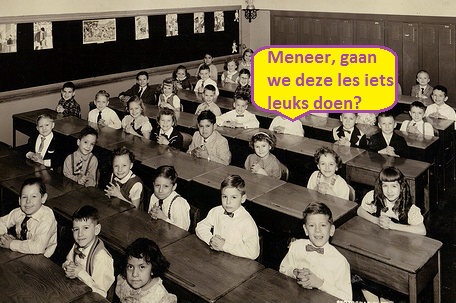 Meneer, gaan
we deze les iets
leuks doen?